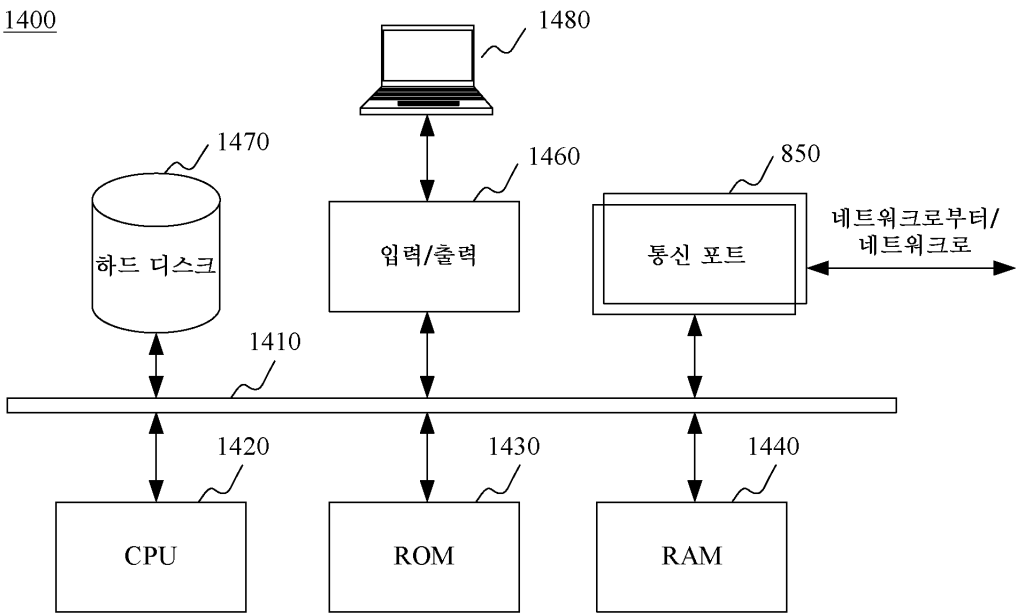 1400
1480
1470
1460
850
하드 디스크
입력/출력
통신 포트
네트워크로부터/
네트워크로
1410
1420
1430
1440
CPU
ROM
RAM